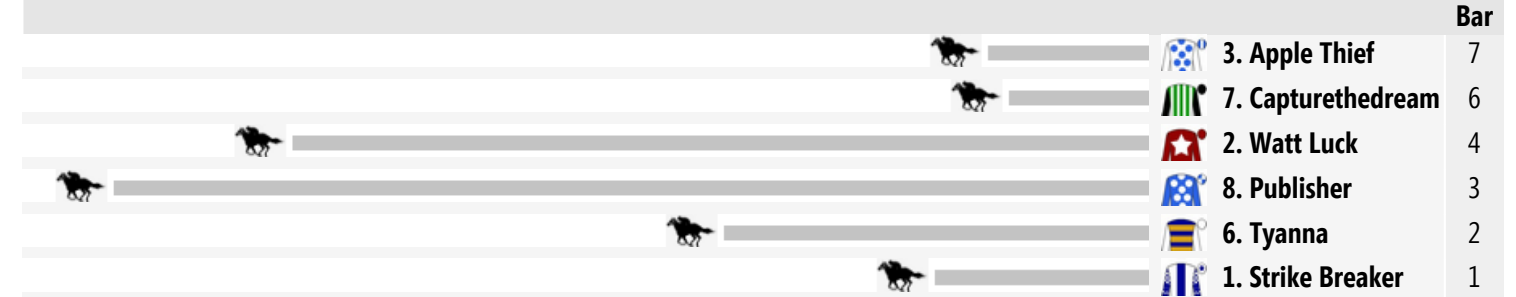 Bar
3. Apple Thief 7
7. Capturethedream 6
2. Watt Luck 4
8. Publisher 3
6. Tyanna 2
1. Strike Breaker 1